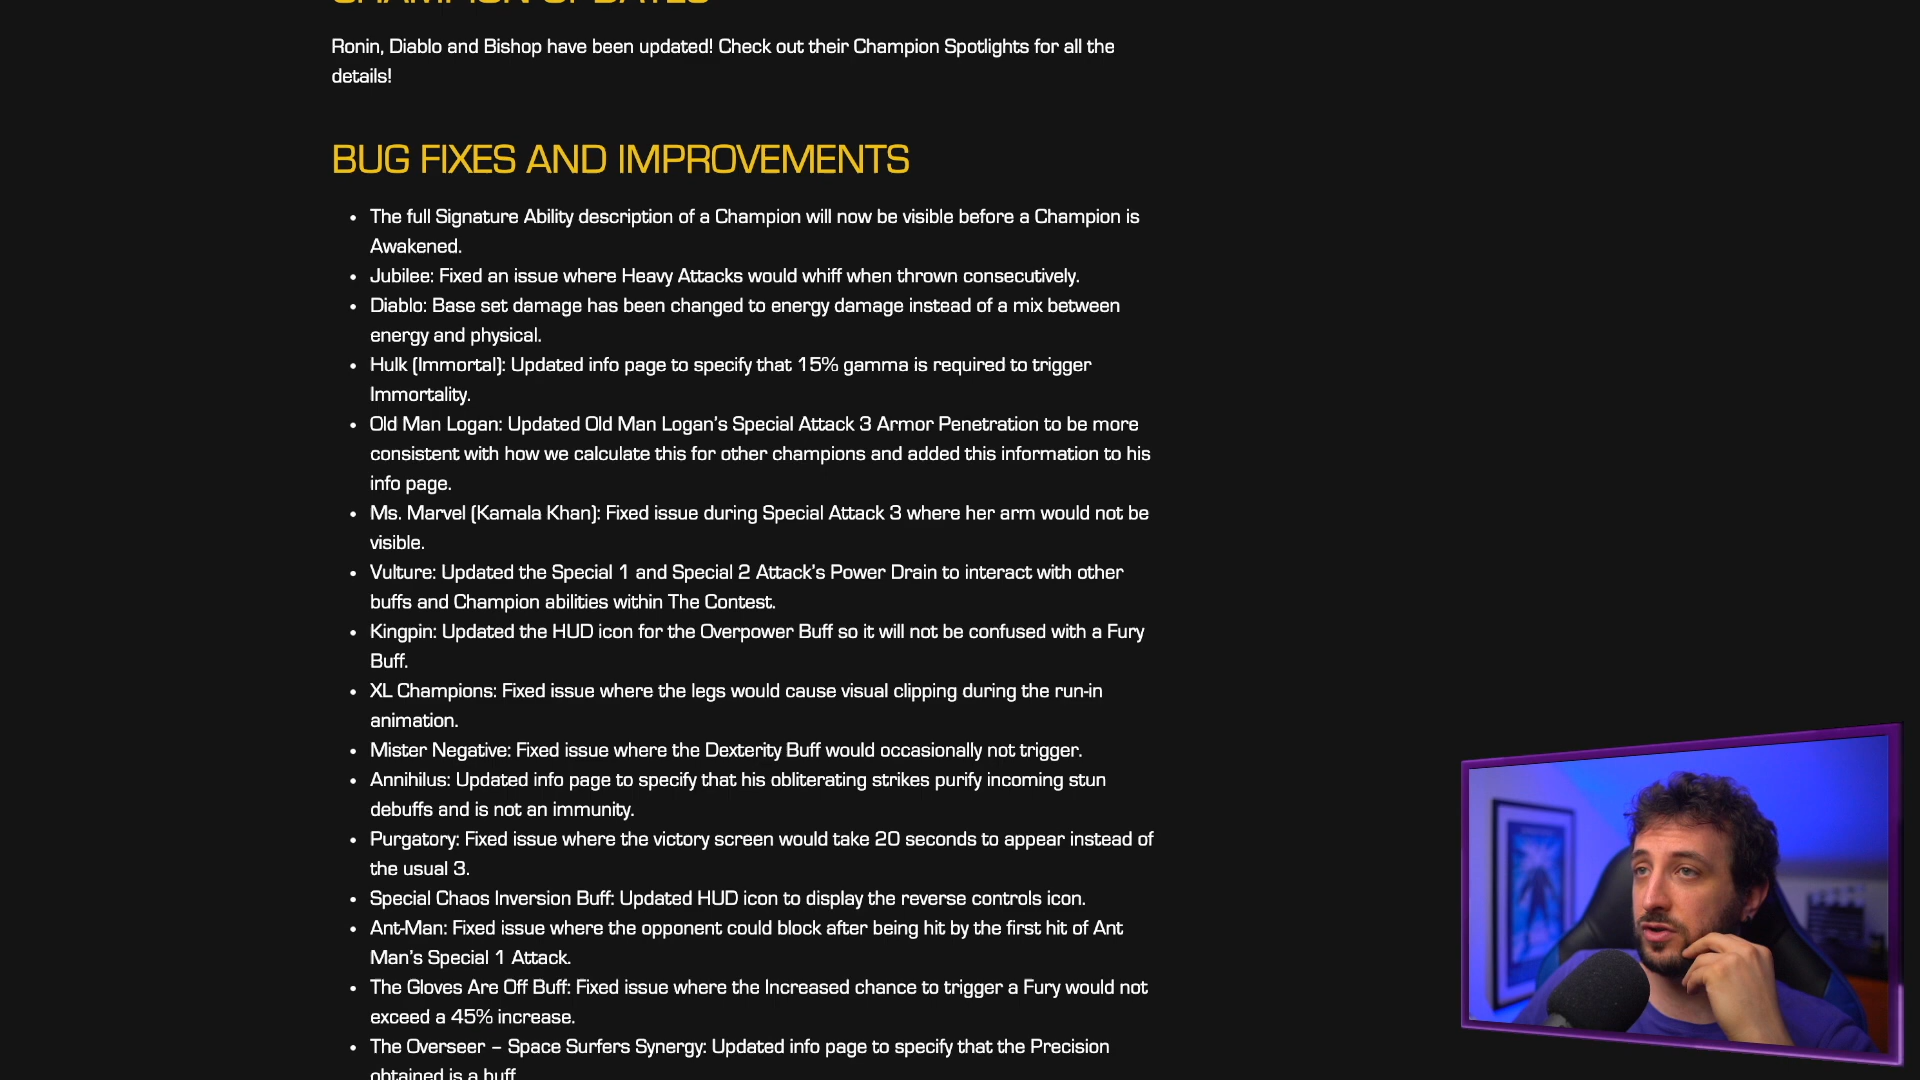 CHAMPION UPDATES
Ronin, Diablo and Bishop have been updated! Check out their Champion Spotlights for all the
details!
BUG FIXES AND IMPROVEMENTS
• The full Signature Ability description of a Champion will now be visible before a Champion is
Awakened.
• Jubilee: Fixed an issue where Heavy Attacks would whiff when thrown consecutively.
• Diablo: Base set damage has been changed to energy damage instead of a mix between
energy and physical.
• Hulk (Immortal): Updated info page to specify that 15% gamma is required to trigger
Immortality.
• Old Man Logan: Updated Old Man Logan's Special Attack 3 Armor Penetration to be more
consistent with how we calculate this for other champions and added this information to his
info page.
• Ms. Marvel (Kamala Khan): Fixed issue during Special Attack 3 where her arm would not be
visible.
• Vulture: Updated the Special 1 and Special 2 Attack's Power Drain to interact with other
buffs and Champion abilities within The Contest.
• Kingpin: Updated the HUD icon for the Overpower Buff so it will not be confused with a Fury
Buff.
• XL Champions: Fixed issue where the legs would cause visual clipping during the run-in
animation.
• Mister Negative: Fixed issue where the Dexterity Buff would occasionally not trigger.
• Annihilus: Updated info page to specify that his obliterating strikes purify incoming stun
debuffs and is not an immunity.
• Purgatory: Fixed issue where the victory screen would take 20 seconds to appear instead of
the usual 3.
• Special Chaos Inversion Buff: Updated HUD icon to display the reverse controls icon.
• Ant-Man: Fixed issue where the opponent could block after being hit by the first hit of Ant
Man's Special 1 Attack.
• The Gloves Are Off Buff: Fixed issue where the Increased chance to trigger a Fury would not
exceed a 45% increase.
• The Overseer – Space Surfers Synergy: Updated info page to specify that the Precision
obtained is a buff.